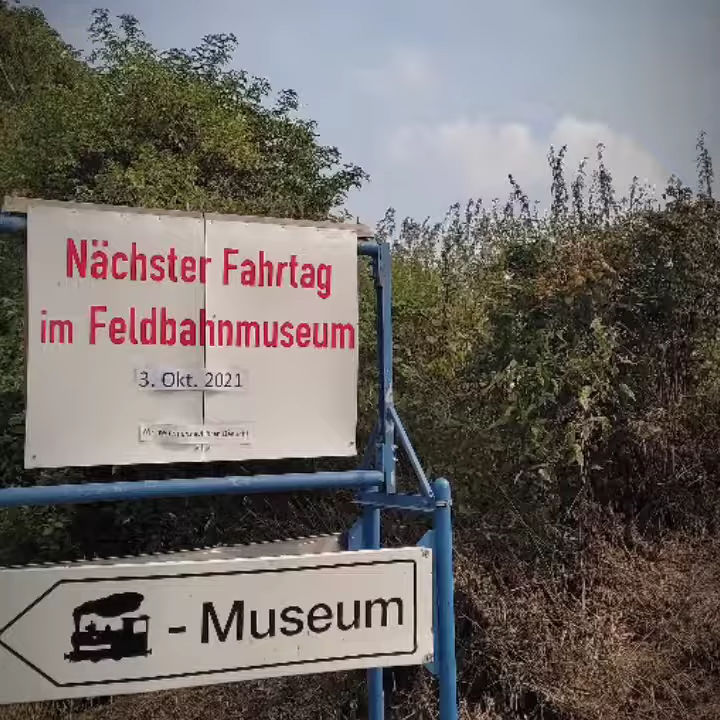 Nächster Fahrtag
im Feldbahnmuseum
3. Okt. 2021
- Museum